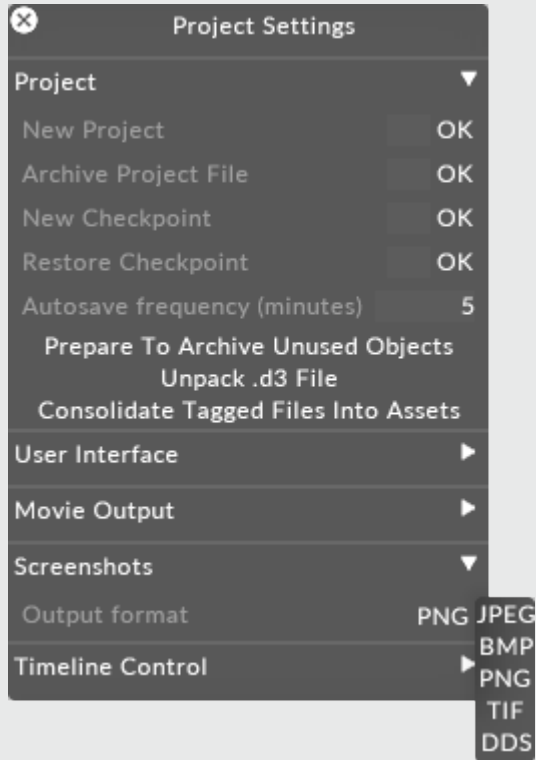 Project Settings
Project
New Project OK
Archive Project File OK
New Checkpoint OK
Restore Checkpoint OK
Autosave frequency (minutes) 5
Prepare To Archive Unused Objects
Unpack .d3 File
Consolidate Tagged Files Into Assets
User Interface
Movie Output
Screenshots
Output format PNG
Timeline Control
JPEG
BMP
PNG
TIF
DDS